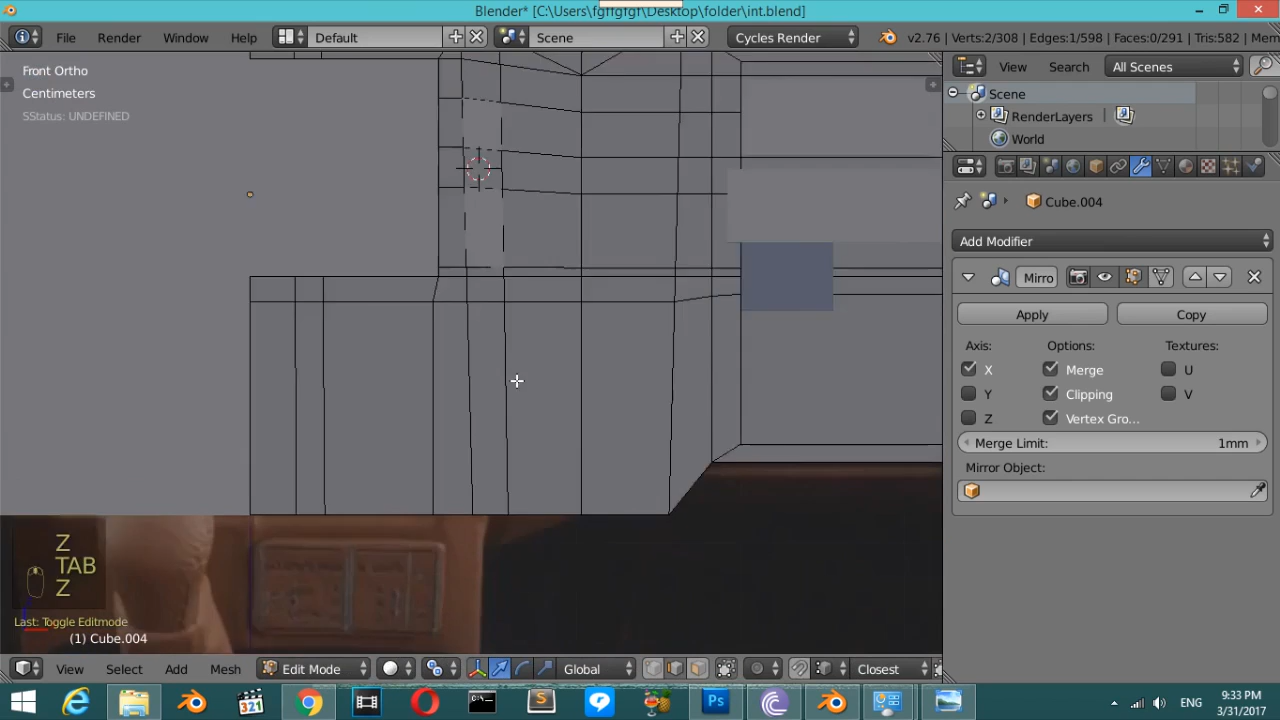 Blender* [C:\Users\fgffgfgf\Desktop\folder\int.blend]
File Render Window Help Default Scene Cycles Render v2.76 | Verts:2/308 | Edges:1/598 | Faces:0/291 | Tris:582 | Mem
Front Ortho
Centimeters
SStatus: UNDEFINED
View Search All Scenes
Scene
RenderLayers
World
Cube.004
Add Modifier
Mirro
Apply Copy
Axis: Options: Textures:
X Merge U
Y Clipping V
Z Vertex Gro...
Merge Limit: 1mm
Mirror Object:
Z
TAB
Z
Last: Toggle Editmode
(1) Cube.004
View Select Add Mesh Edit Mode Global Closest
321
ENG
9:33 PM
3/31/2017